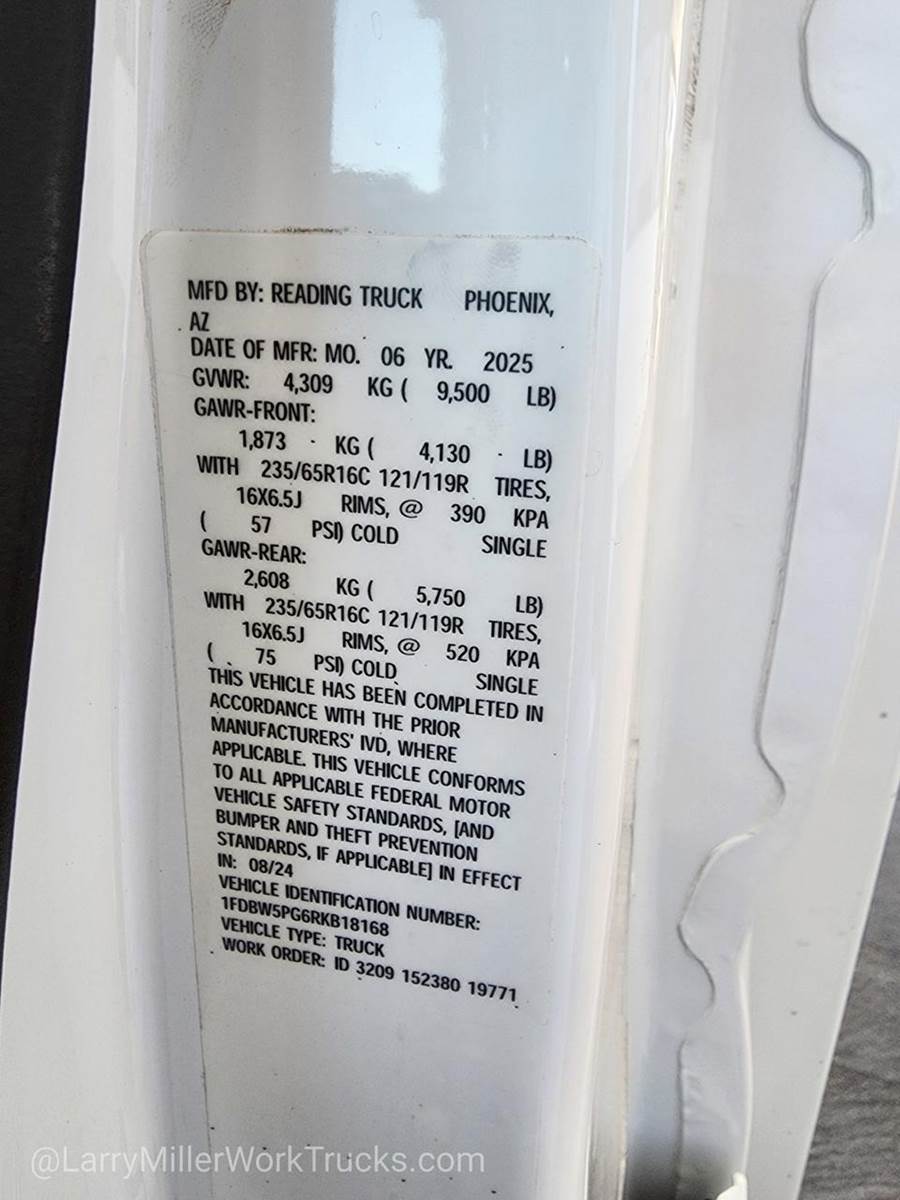 MFD BY: READING TRUCK PHOENIX,
AZ
DATE OF MFR: MO. 06 YR. 2025
GVWR: 4,309 KG ( 9,500 LB)
GAWR-FRONT:
1,873 KG ( 4,130 LB)
WITH 235/65R16C 121/119R TIRES,
16X6.5J RIMS, @ 390 KPA
( 57 PSI) COLD SINGLE
GAWR-REAR:
2,608 KG ( 5,750 LB)
WITH 235/65R16C 121/119R TIRES,
16X6.5J RIMS, @ 520 KPA
( 75 PSI) COLD SINGLE
THIS VEHICLE HAS BEEN COMPLETED IN
ACCORDANCE WITH THE PRIOR
MANUFACTURERS' IVD, WHERE
APPLICABLE. THIS VEHICLE CONFORMS
TO ALL APPLICABLE FEDERAL MOTOR
VEHICLE SAFETY STANDARDS, [AND
BUMPER AND THEFT PREVENTION
STANDARDS, IF APPLICABLE] IN EFFECT
IN: 08/24
VEHICLE IDENTIFICATION NUMBER:
1FDBW5PG6RKB18168
VEHICLE TYPE: TRUCK
WORK ORDER: ID 3209 152380 19771
@LarryMillerWorkTrucks.com